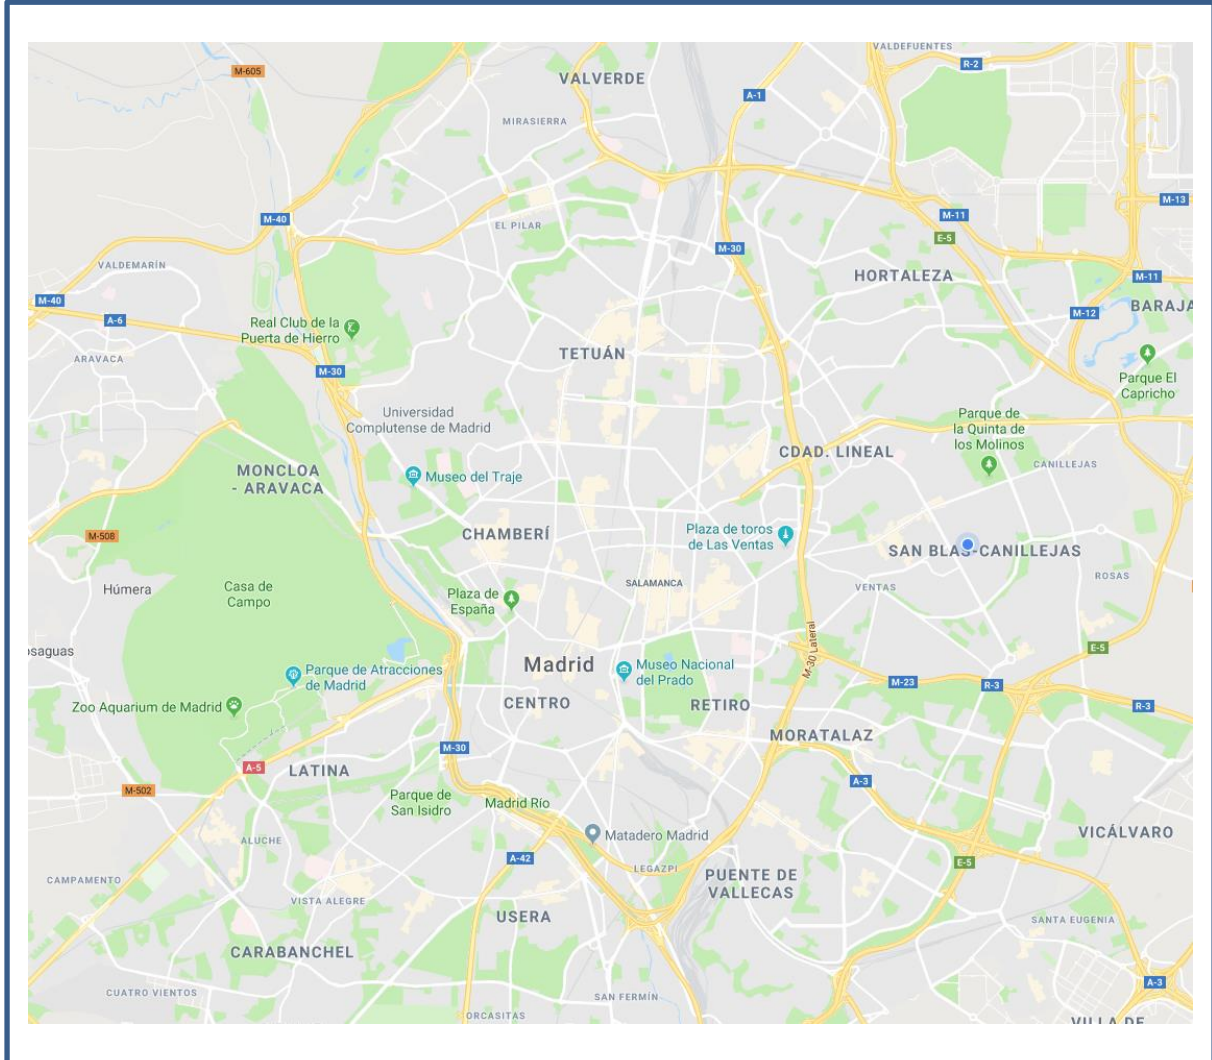 VALDEFUENTES
R-2
M-605
VALVERDE
A-1
MIRASIERRA
M-13
M-40
M-11
EL PILAR
E-5
M-30
VALDEMARÍN
HORTALEZA
M-11
M-40
BARAJA
A-6
M-12
Real Club de la
Puerta de Hierro
ARAVACA
TETUÁN
M-30
Parque El
Capricho
Universidad
Complutense de Madrid
Parque de
la Quinta de
los Molinos
CDAD. LINEAL
CANILLEJAS
MONCLOA
- ARAVACA
Museo del Traje
M-508
CHAMBERÍ
Plaza de toros
de Las Ventas
SAN BLAS-CANILLEJAS
ROSAS
Húmera
Casa de
Campo
Plaza de
España
SALAMANCA
VENTAS
M-30 Lateral
osaguas
E-5
Madrid
Museo Nacional
del Prado
Parque de Atracciones
de Madrid
M-23
R-3
Zoo Aquarium de Madrid
CENTRO
RETIRO
R-3
MORATALAZ
M-30
A-5
LATINA
A-3
M-502
Parque de
San Isidro
Madrid Río
ALUCHE
Matadero Madrid
VICÁLVARO
A-42
E-5
LEGAZPI
PUENTE DE
VALLECAS
CAMPAMENTO
VISTA ALEGRE
USERA
SANTA EUGENIA
CARABANCHEL
A-3
CUATRO VIENTOS
SAN FERMÍN
ORCASITAS
VILLA DE